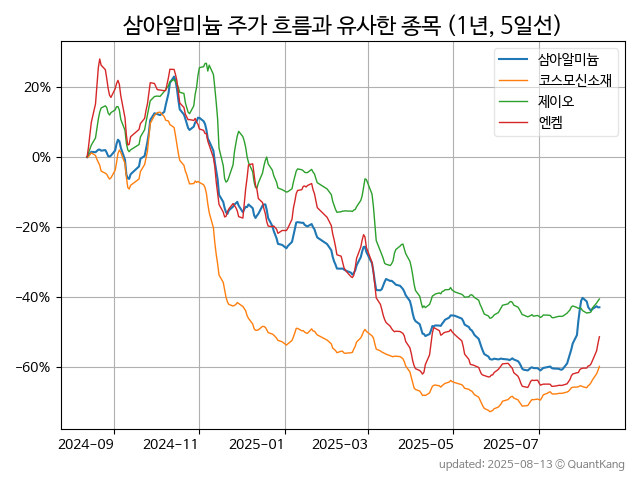 삼아알미늄 주가 흐름과 유사한 종목 (1년, 5일선)
삼아알미늄
코스모신소재
제이오
엔켐
20%
0%
−20%
−40%
−60%
2024-09 2024-11 2025-01 2025-03 2025-05 2025-07
updated: 2025-08-13 © QuantKang